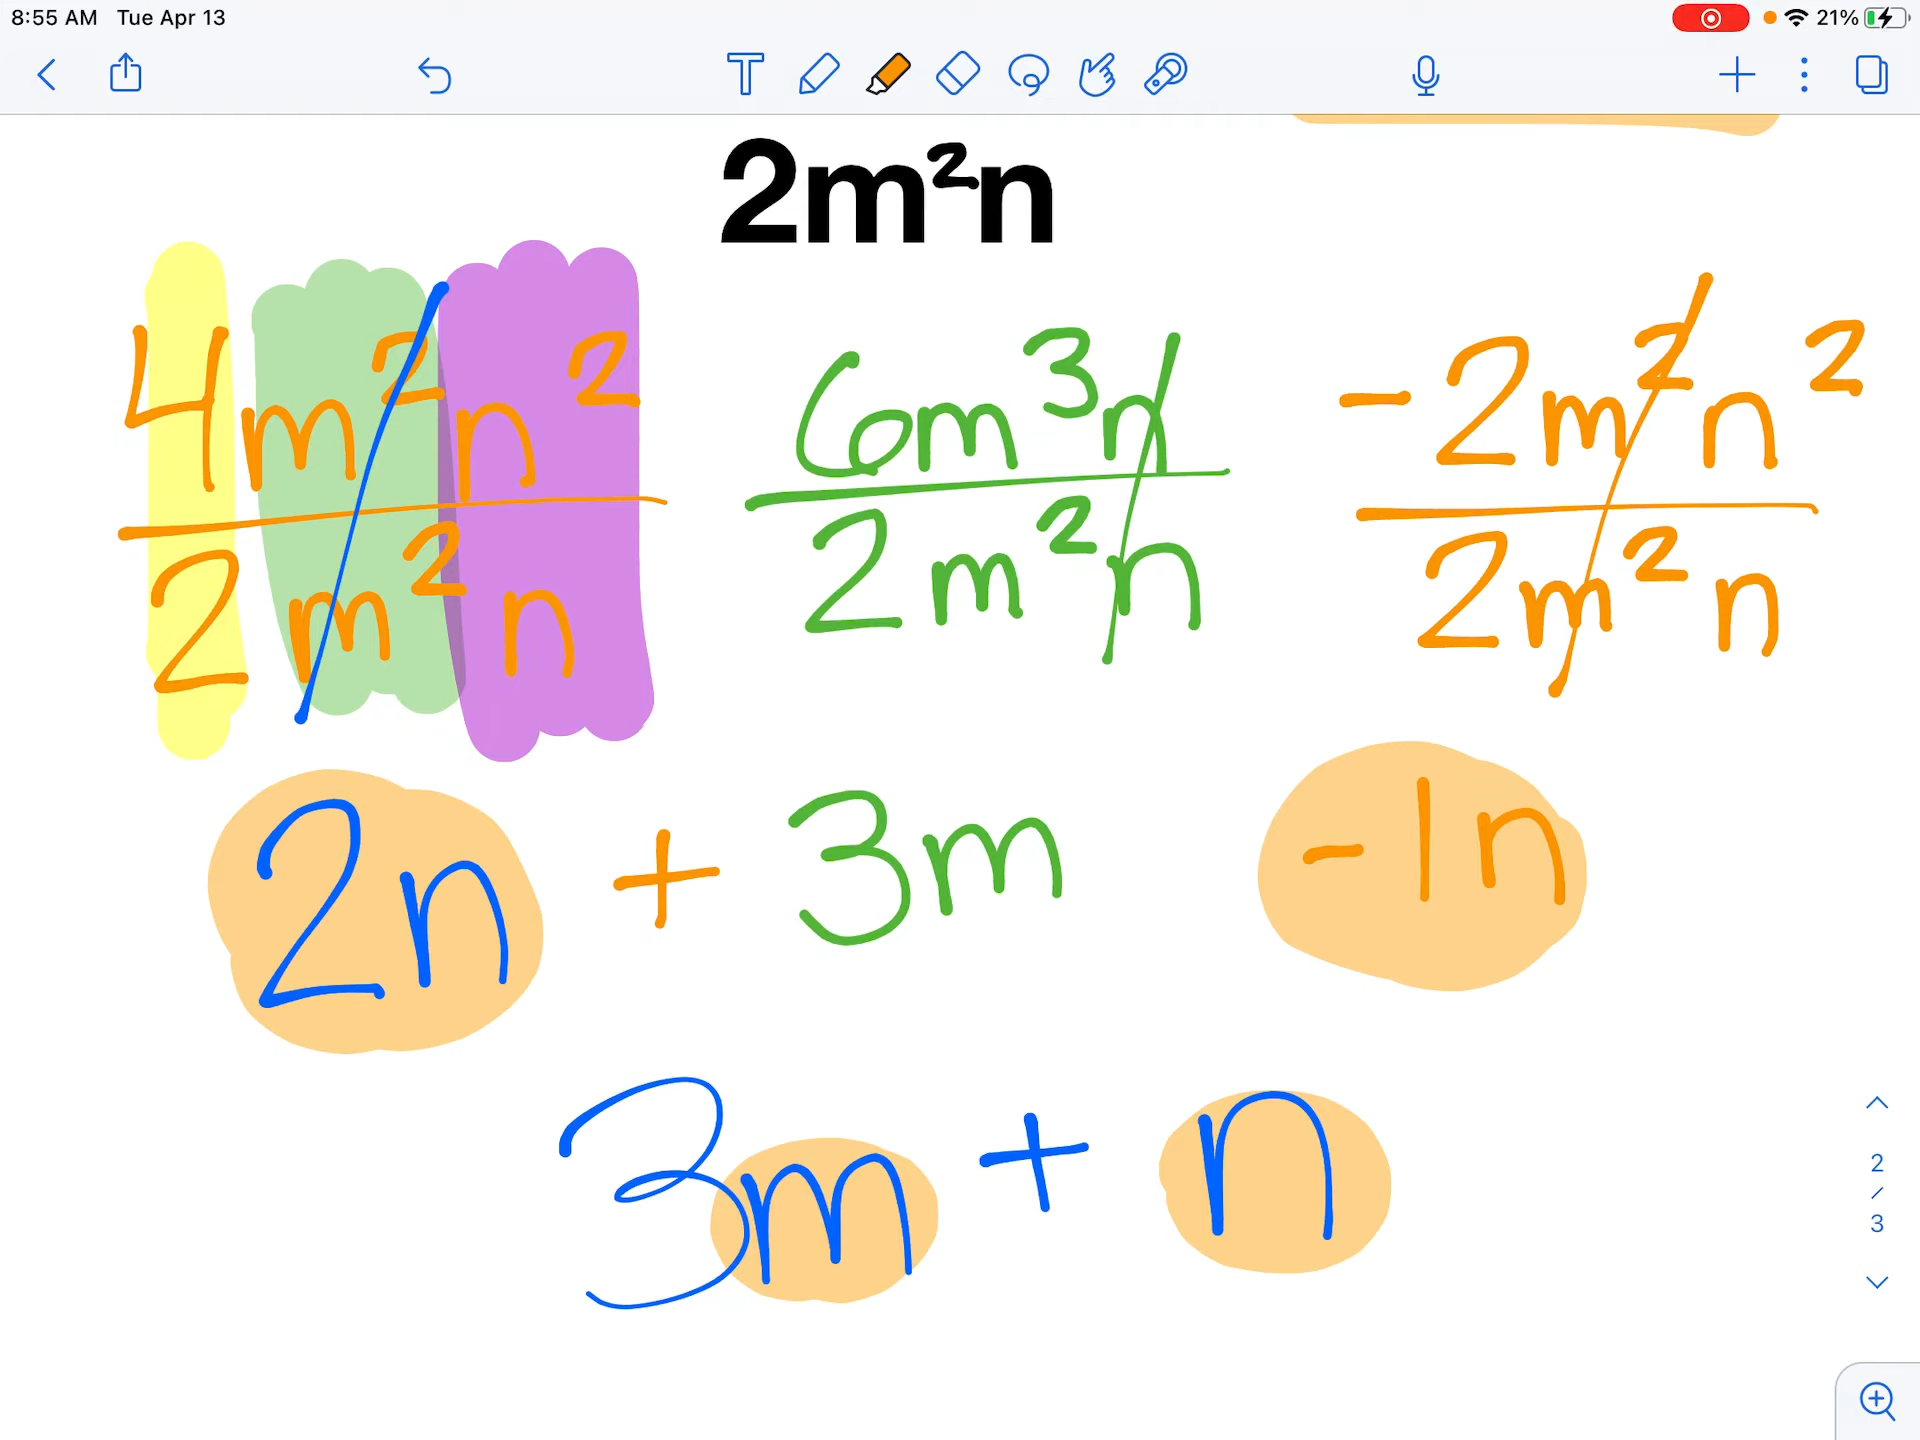 8:55 AM Tue Apr 13 21%
T
2m²n
4m²n² 6m³n -2m²n²
2m²n 2m²n 2m²n
2n + 3m -1n
3m + n
2
/
3